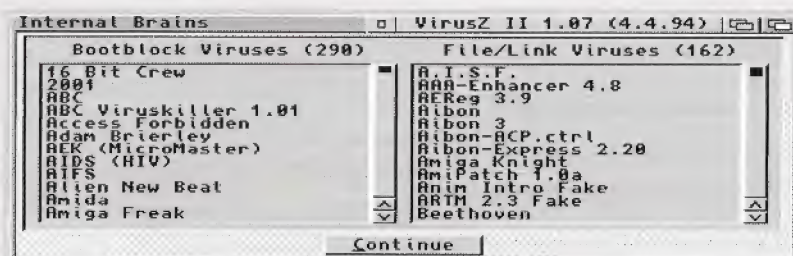 Internal Brains
VirusZ II 1.07 (4.4.94)
Bootblock Viruses (290)
16 Bit Crew
2001
ABC
ABC Viruskiller 1.01
Access Forbidden
Adam Brierley
AEK (MicroMaster)
AIDS (HIV)
AIFS
Alien New Beat
Amida
Amiga Freak
File/Link Viruses (162)
A.I.S.F.
AAA-Enhancer 4.8
AEReg 3.9
Aibon
Aibon 3
Aibon-ACP.ctrl
Aibon-Express 2.20
Amiga Knight
AmiPatch 1.0a
Anim Intro Fake
ARTM 2.3 Fake
Beethoven
Continue